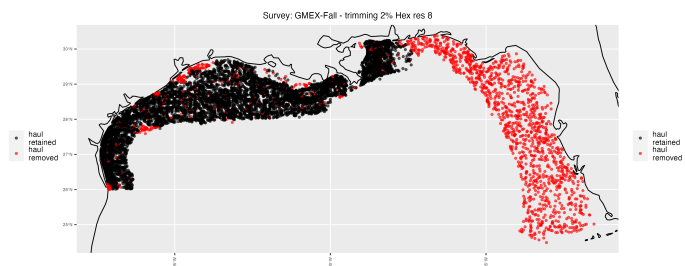 Survey: GMEX-Fall - trimming 2% Hex res 8
30°N
29°N
28°N
27°N
26°N
25°N
haul
retained
haul
removed
haul
retained
haul
removed